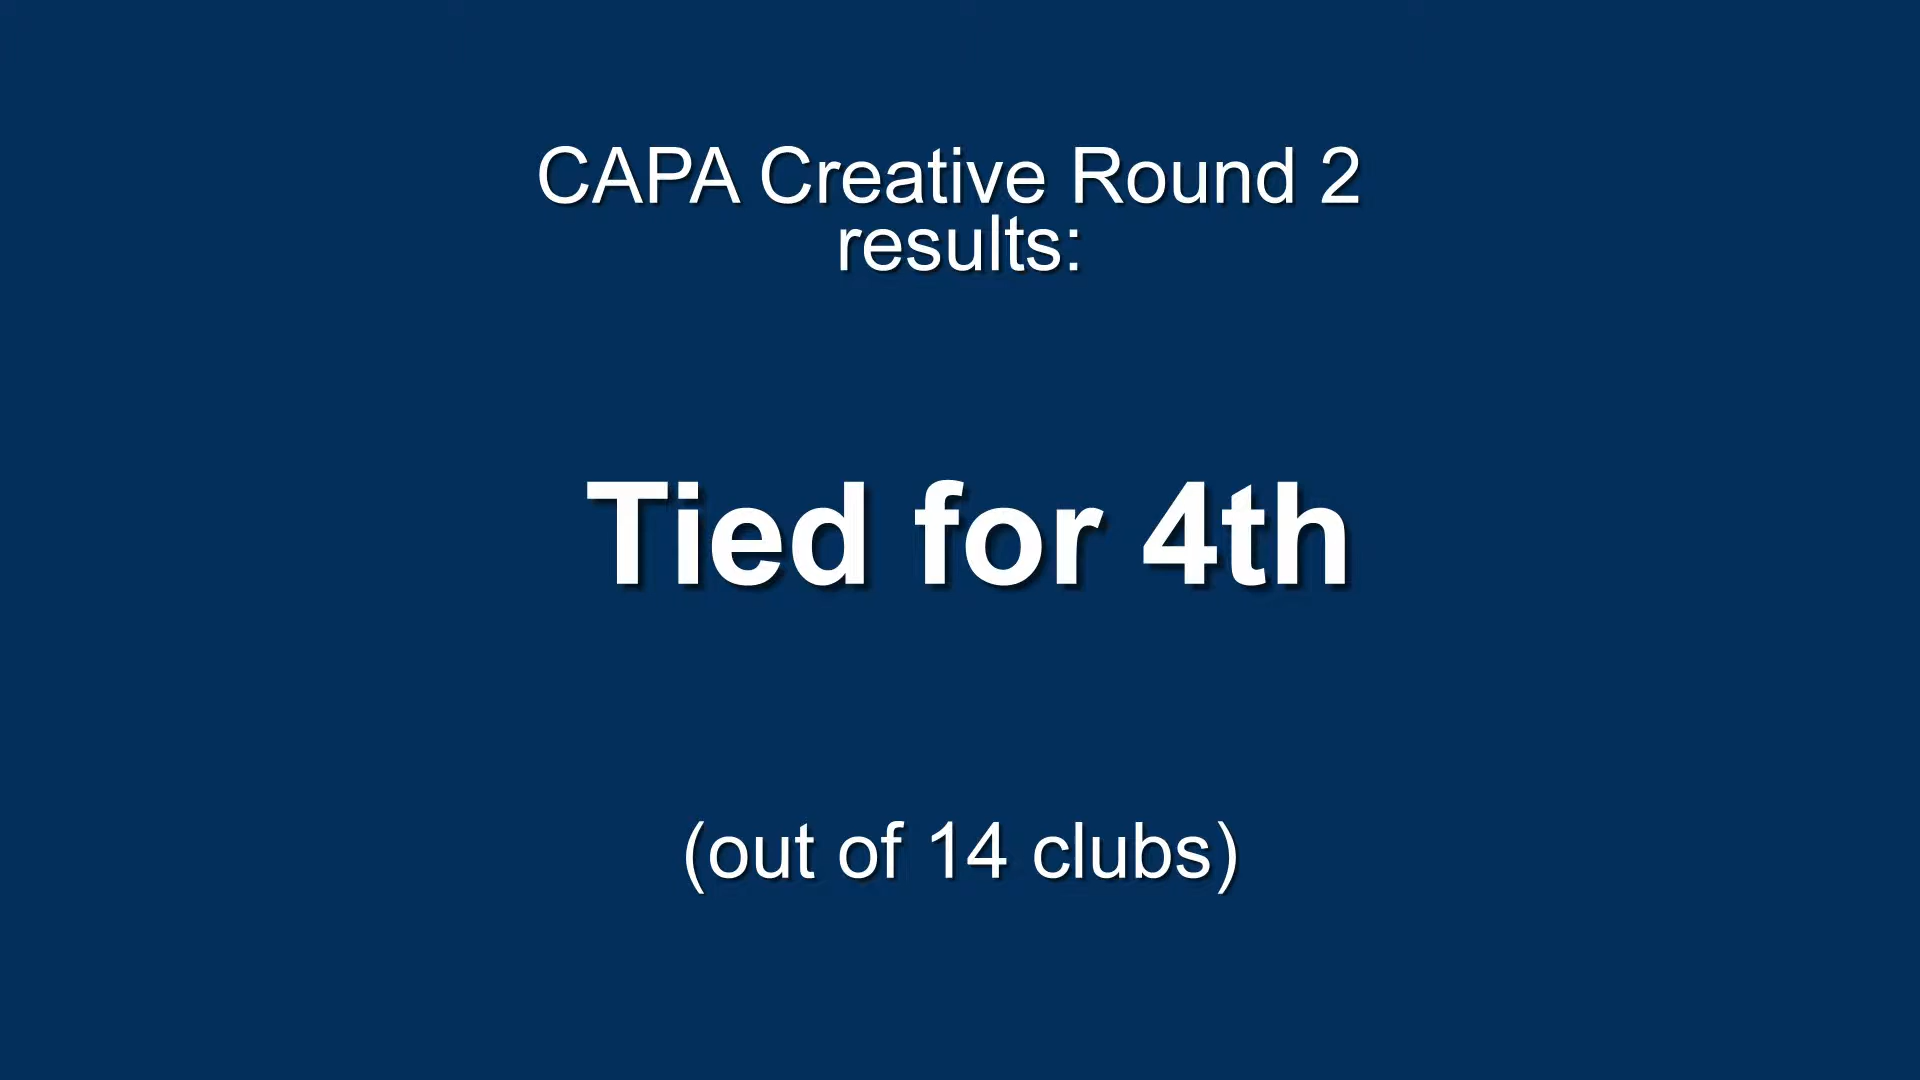 CAPA Creative Round 2
results:
Tied for 4th
(out of 14 clubs)